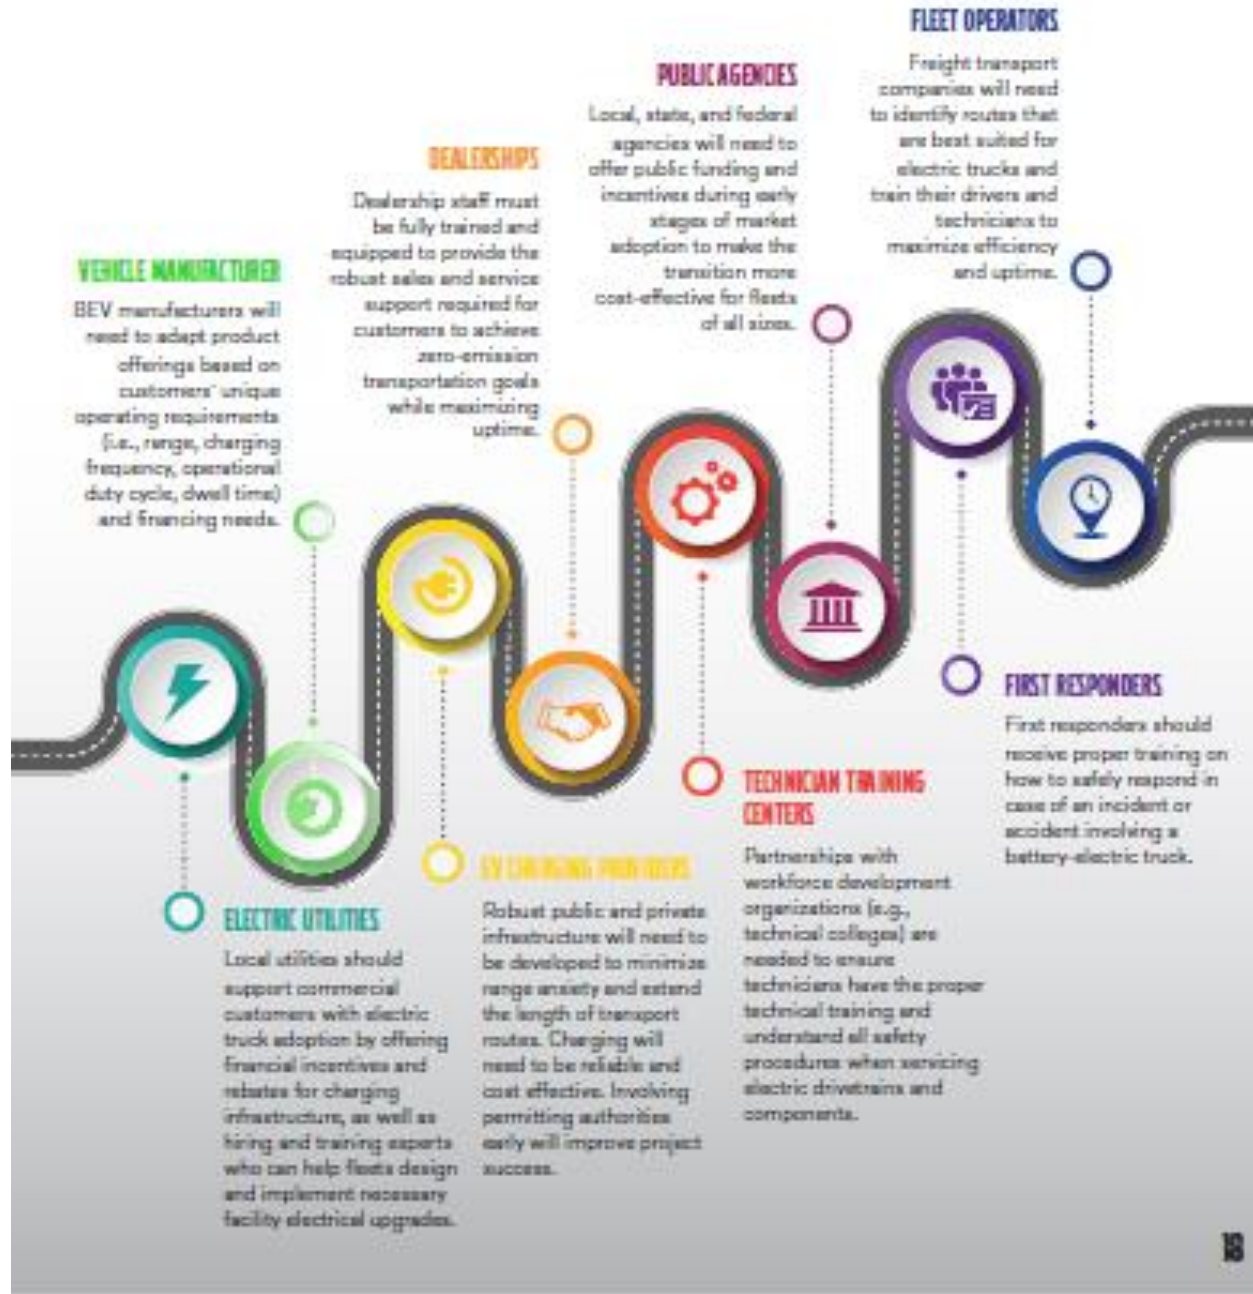 FLEET OPERATORS
Freight transport
companies will need
to identify routes that
are best suited for
electric trucks and
train their drivers and
technicians to
maximize efficiency
and uptime.
PUBLIC AGENCIES
Local, state, and federal
agencies will need to
offer public funding and
incentives during early
stages of market
adoption to make the
transition more
cost-effective for fleets
of all sizes.
DEALERSHIPS
Dealership staff must
be fully trained and
equipped to provide the
robust sales and service
support required for
customers to achieve
zero-emission
transportation goals
while maximizing
uptime.
VEHICLE MANUFACTURER
BEV manufacturers will
need to adapt product
offerings based on
customers' unique
operating requirements
(i.e., range, charging
frequency, operational
duty cycle, dwell time)
and financing needs.
ELECTRIC UTILITIES
Local utilities should
support commercial
customers with electric
truck adoption by offering
financial incentives and
rebates for charging
infrastructure, as well as
hiring and training experts
who can help fleets design
and implement necessary
facility electrical upgrades.
EV CHARGING PROVIDERS
Robust public and private
infrastructure will need to
be developed to minimize
range anxiety and extend
the length of transport
routes. Charging will
need to be reliable and
cost effective. Involving
permitting authorities
early will improve project
success.
TECHNICIAN TRAINING
CENTERS
Partnerships with
workforce development
organizations (e.g.,
technical colleges) are
needed to ensure
technicians have the proper
technical training and
understand all safety
procedures when servicing
electric drivetrains and
components.
FIRST RESPONDERS
First responders should
receive proper training on
how to safely respond in
case of an incident or
accident involving a
battery-electric truck.
18